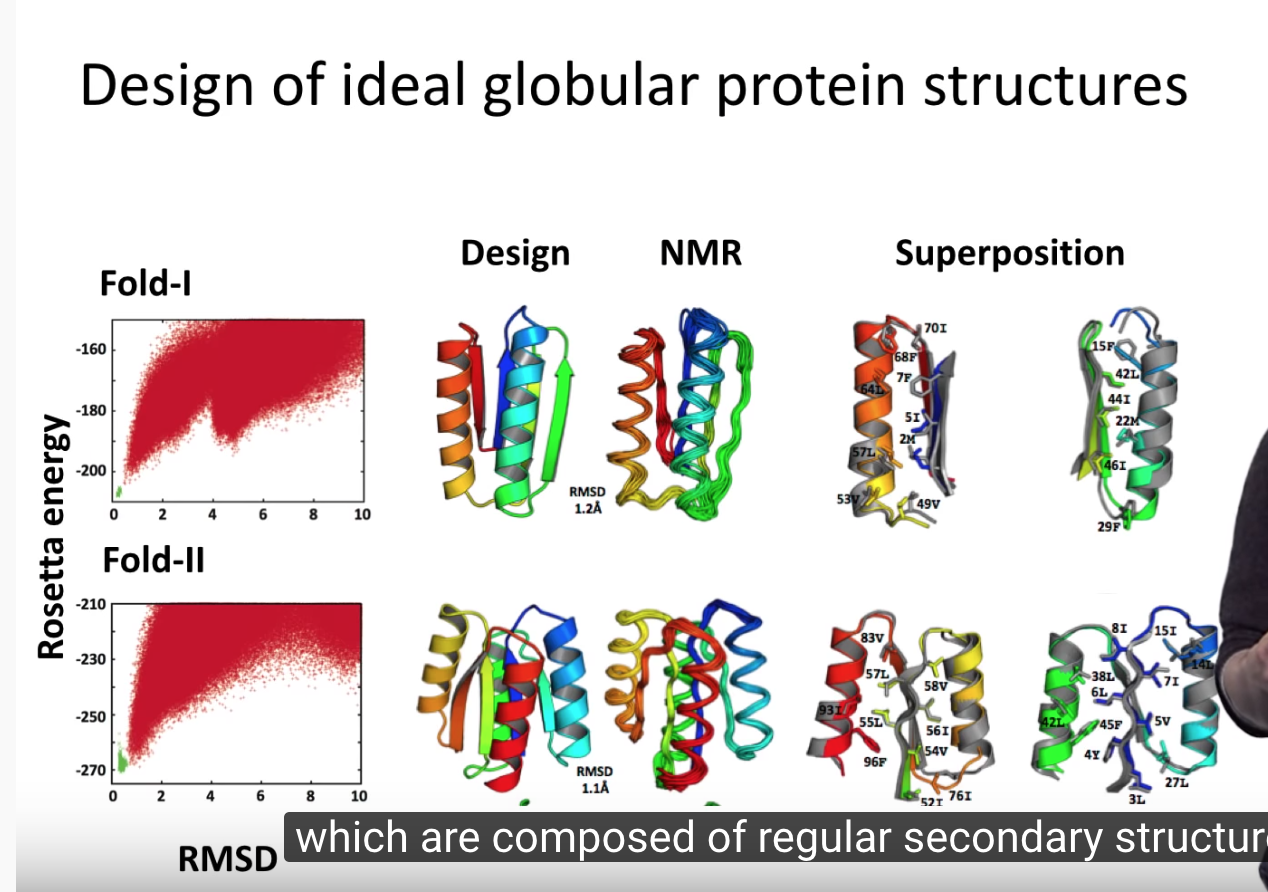 Design of ideal globular protein structures
Design
NMR
Superposition
Fold-I
Rosetta energy
-160
-180
-200
0 2 4 6 8 10
RMSD
1.2Å
70I
68F
7F
64L
5I
2M
57L
53V
49V
15F
42L
44I
22M
46I
29F
Fold-II
-210
-230
-250
-270
0 2 4 6 8 10
RMSD
1.1Å
83V
57L
58V
93I
55L
56I
54V
96F
76I
52I
8I
15I
14L
38L
7I
6L
42L
45F
5V
4Y
27L
3L
RMSD
which are composed of regular secondary structur